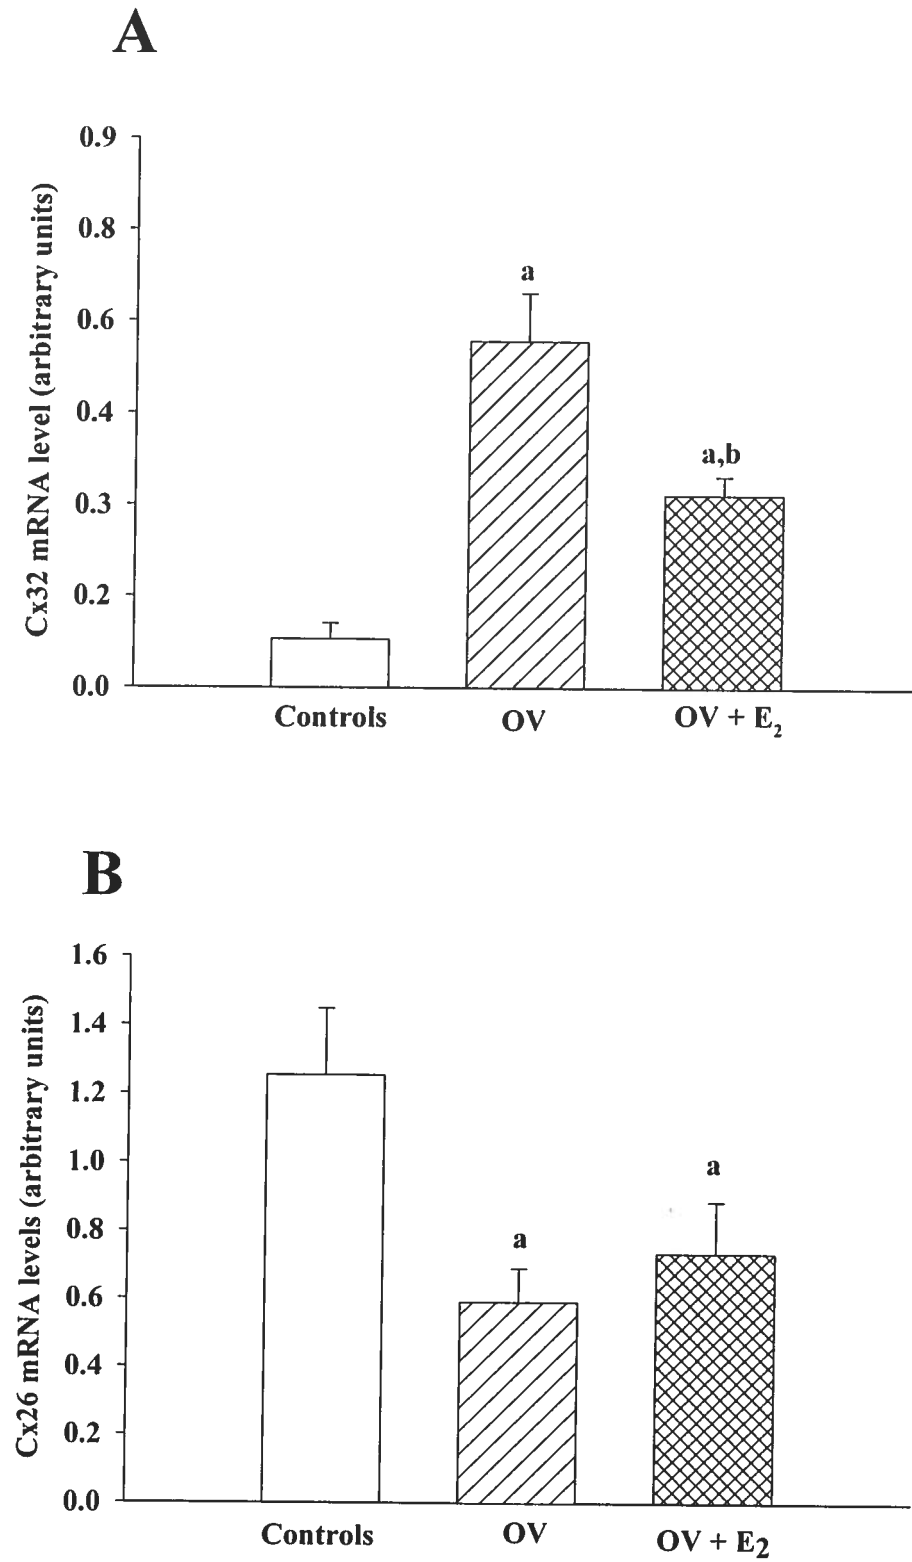 A
Cx32 mRNA level (arbitrary units)
0.9
0.8
0.6
0.4
0.3
0.2
0.0
a
a,b
Controls
OV
OV + E₂
B
Cx26 mRNA levels (arbitrary units)
1.6
1.4
1.2
1.0
0.8
0.6
0.4
0.2
0.0
a
a
Controls
OV
OV + E₂